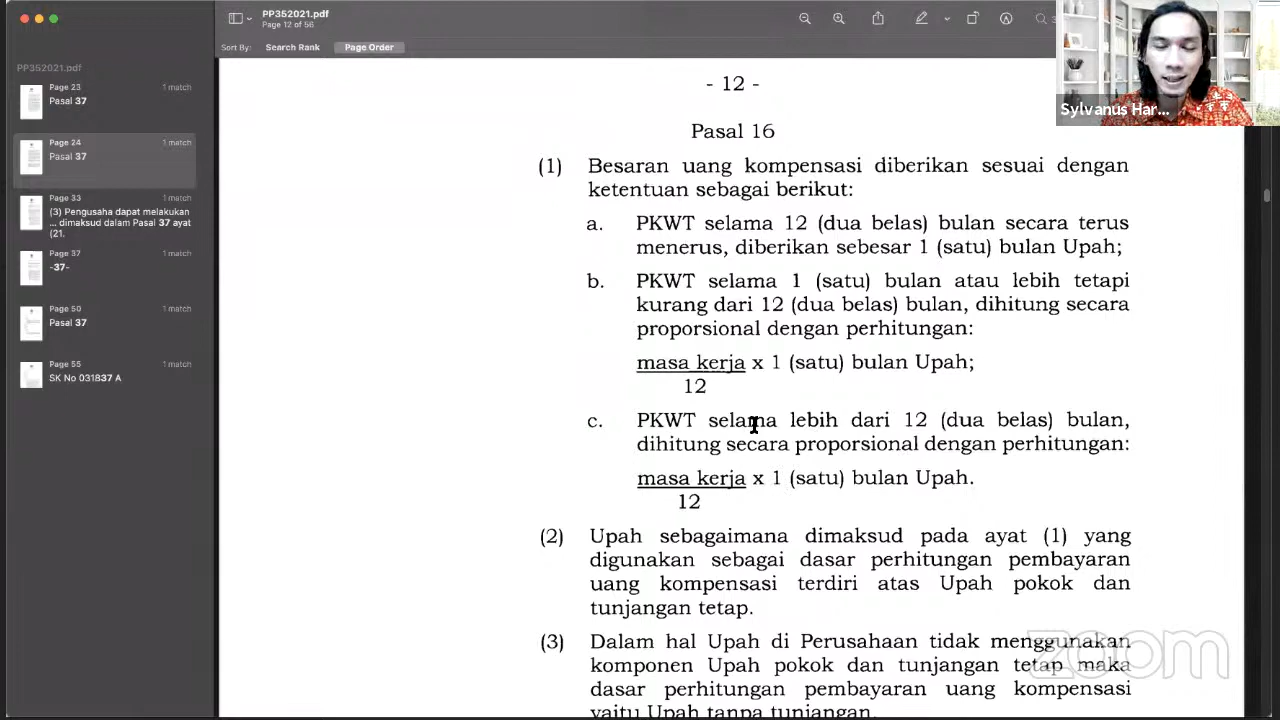 PP352021.pdf
Page 12 of 56
Sort By:
Search Rank
Page Order
PP352021.pdf
Page 23
1 match
Pasal 37
Page 24
1 match
Pasal 37
Page 33
1 match
(3) Pengusaha dapat melakukan
... dimaksud dalam Pasal 37 ayat
(21.
Page 37
1 match
-37-
Page 50
1 match
Pasal 37
Page 55
1 match
SK No 031837 A
Sylvanus Har...
- 12 -
Pasal 16
(1) Besaran uang kompensasi diberikan sesuai dengan
ketentuan sebagai berikut:
a. PKWT selama 12 (dua belas) bulan secara terus
menerus, diberikan sebesar 1 (satu) bulan Upah;
b. PKWT selama 1 (satu) bulan atau lebih tetapi
kurang dari 12 (dua belas) bulan, dihitung secara
proporsional dengan perhitungan:
masa kerja x 1 (satu) bulan Upah;
12
c. PKWT selama lebih dari 12 (dua belas) bulan,
dihitung secara proporsional dengan perhitungan:
masa kerja x 1 (satu) bulan Upah.
12
(2) Upah sebagaimana dimaksud pada ayat (1) yang
digunakan sebagai dasar perhitungan pembayaran
uang kompensasi terdiri atas Upah pokok dan
tunjangan tetap.
(3) Dalam hal Upah di Perusahaan tidak menggunakan
komponen Upah pokok dan tunjangan tetap maka
dasar perhitungan pembayaran uang kompensasi
yaitu Upah tanpa tunjangan.
zoom